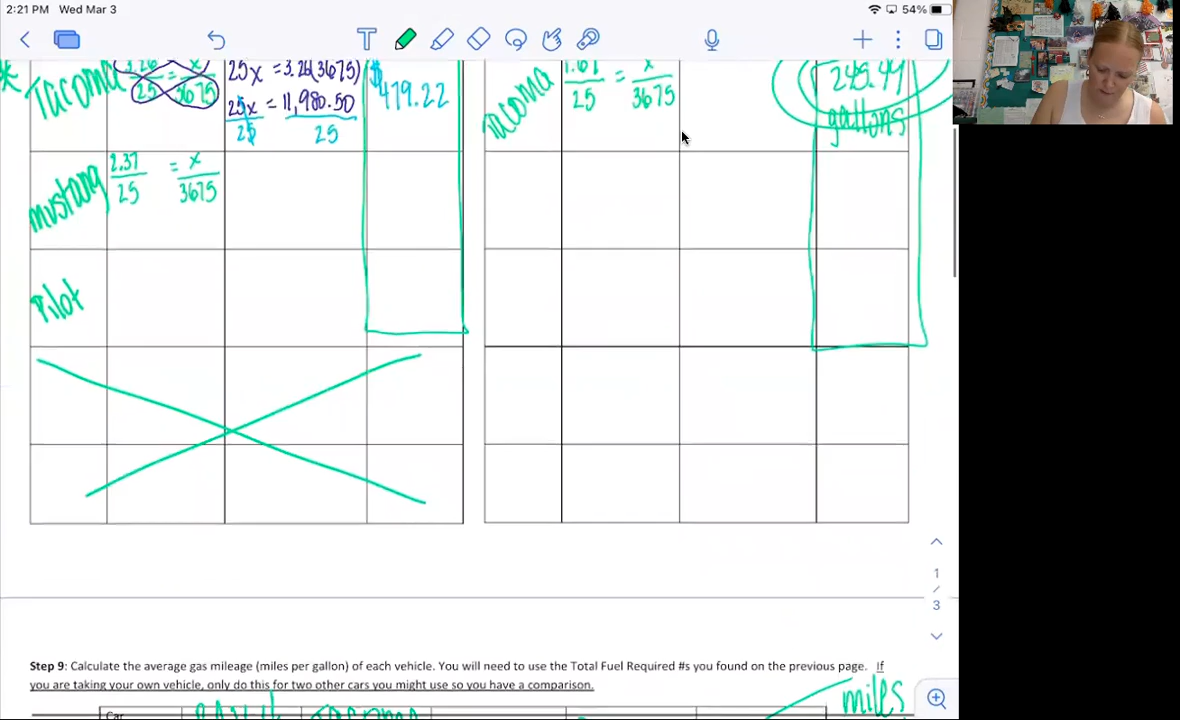 2:21 PM Wed Mar 3
54%
Tacoma
3.26/25 = x/3675
25x = 3.26(3675)
25x/25 = 11,980.50/25
$479.22
Tacoma
1.67/25 = x/3675
245.49
gallons
mustang
2.37/25 = x/3675
Pilot
1
/
3
Step 9: Calculate the average gas mileage (miles per gallon) of each vehicle. You will need to use the Total Fuel Required #s you found on the previous page. If
you are taking your own vehicle, only do this for two other cars you might use so you have a comparison.
miles
Car